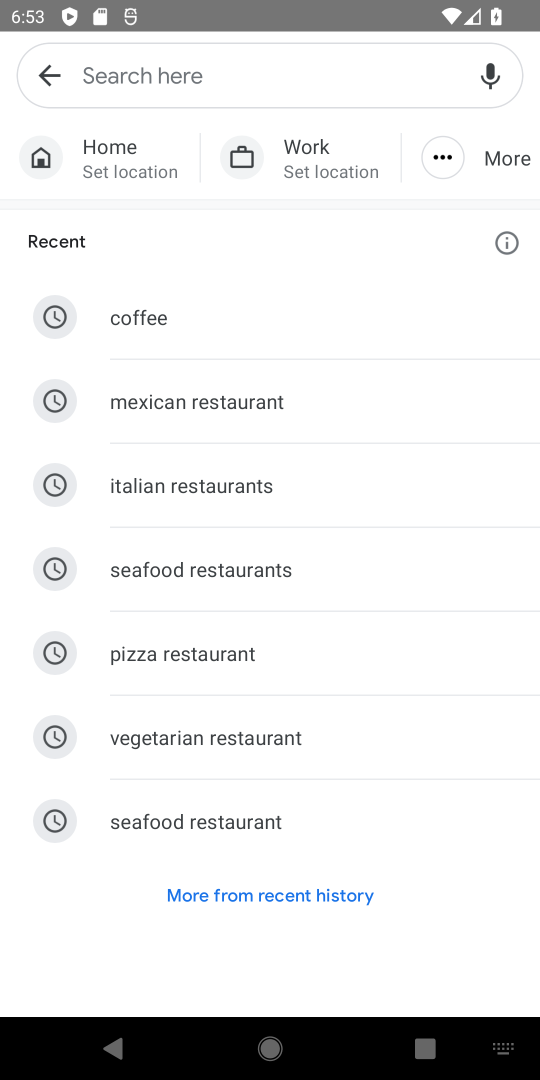 6:53
Search here
Home
Set location
Work
Set location
More
Recent
coffee
mexican restaurant
italian restaurants
seafood restaurants
pizza restaurant
vegetarian restaurant
seafood restaurant
More from recent history